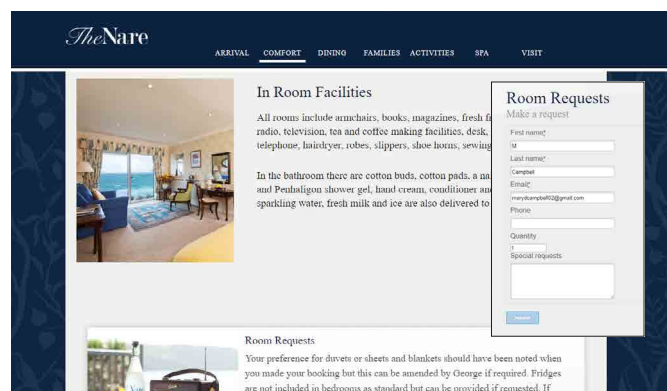 TheNare
ARRIVAL COMFORT DINING FAMILIES ACTIVITIES SPA VISIT
In Room Facilities
All rooms include armchairs, books, magazines, fresh
radio, television, tea and coffee making facilities, desk,
telephone, hairdryer, robes, slippers, shoe horns, sewing
In the bathroom there are cotton buds, cotton pads, a
and Penhaligon shower gel, hand cream, conditioner
sparkling water, fresh milk and ice are also delivered to
Room Requests
Make a request
First name*
M
Last name*
Campbell
Email*
marydcampbell02@gmail.com
Phone
Quantity
1
Special requests
Room Requests
Your preference for duvets or sheets and blankets should have been noted when
you made your booking but this can be amended by George if required. Fridges
are not included in bedrooms as standard but can be provided if requested. If